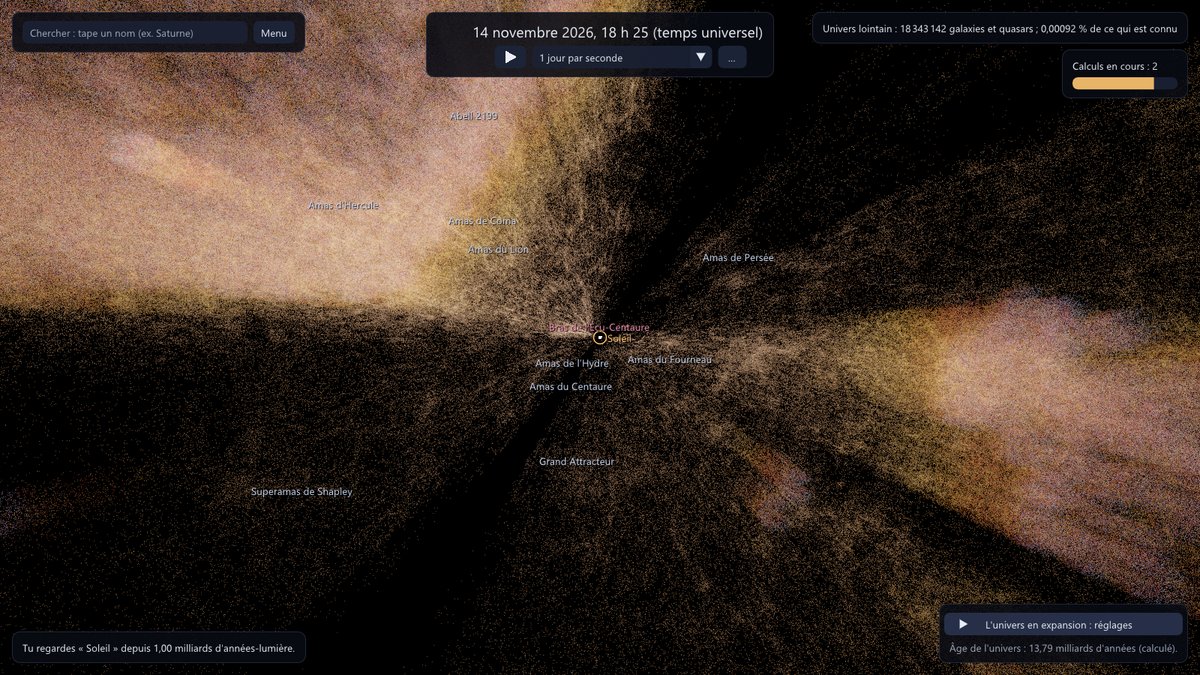 Chercher : tape un nom (ex. Saturne)
Menu
14 novembre 2026, 18 h 25 (temps universel)
1 jour par seconde
...
Univers lointain : 18 343 142 galaxies et quasars ; 0,00092 % de ce qui est connu
Calculs en cours : 2
Abell 2199
Amas d'Hercule
Amas de Coma
Amas du Lion
Amas de Persée
Bras de l'Écu-Centaure
Soleil
Amas de l'Hydre
Amas du Fourneau
Amas du Centaure
Grand Attracteur
Superamas de Shapley
L'univers en expansion : réglages
Tu regardes « Soleil » depuis 1,00 milliards d'années-lumière.
Âge de l'univers : 13,79 milliards d'années (calculé).